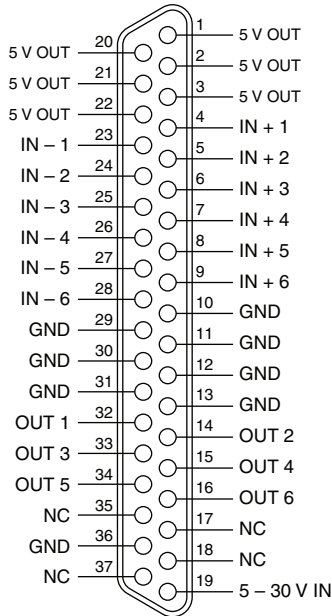 1 5 V OUT
5 V OUT 20
2 5 V OUT
5 V OUT 21
3 5 V OUT
5 V OUT 22
4 IN + 1
IN – 1 23
5 IN + 2
IN – 2 24
6 IN + 3
IN – 3 25
7 IN + 4
IN – 4 26
8 IN + 5
IN – 5 27
9 IN + 6
IN – 6 28
10 GND
GND 29
11 GND
GND 30
12 GND
GND 31
13 GND
OUT 1 32
14 OUT 2
OUT 3 33
15 OUT 4
OUT 5 34
16 OUT 6
NC 35
17 NC
GND 36
18 NC
NC 37
19 5 – 30 V IN